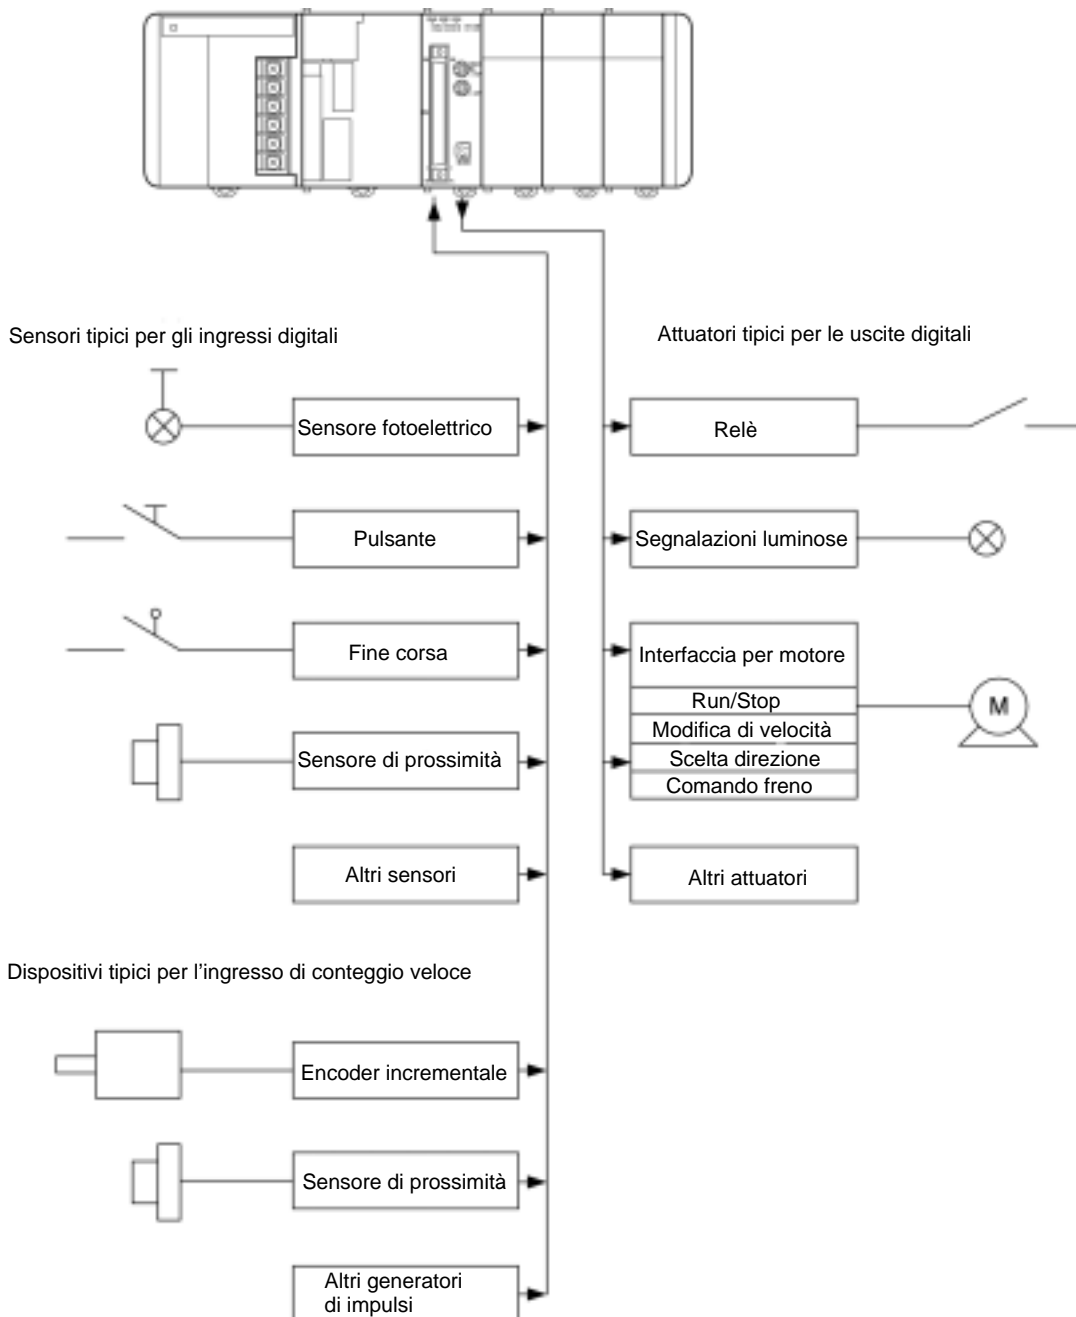 Sensori tipici per gli ingressi digitali
Attuatori tipici per le uscite digitali
Sensore fotoelettrico
Relè
Pulsante
Segnalazioni luminose
Fine corsa
Interfaccia per motore
Run/Stop
M
Modifica di velocità
Sensore di prossimità
Scelta direzione
Comando freno
Altri sensori
Altri attuatori
Dispositivi tipici per l'ingresso di conteggio veloce
Encoder incrementale
Sensore di prossimità
Altri generatori
di impulsi